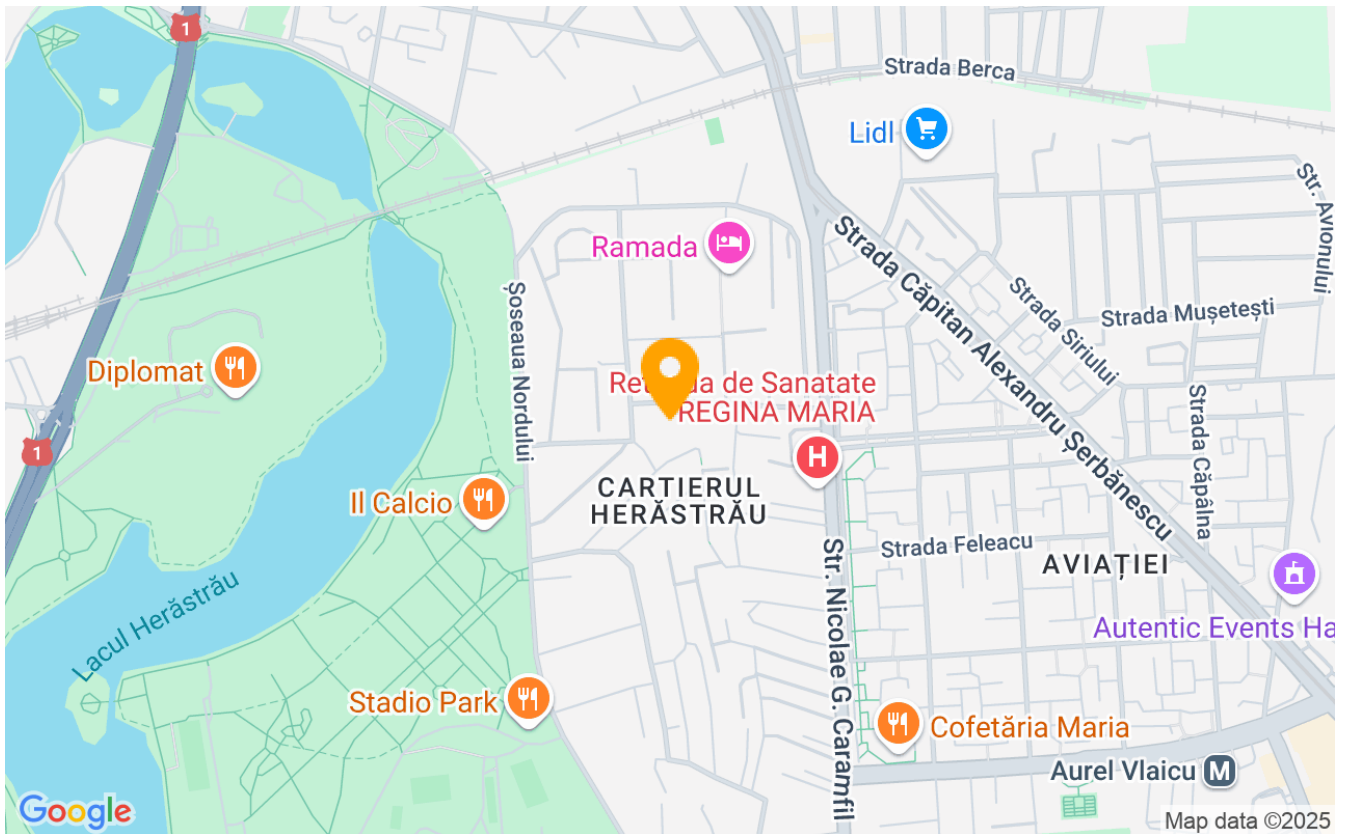 1
Strada Berca
Lidl
Str. Avionului
Ramada
Strada Căpitan Alexandru Șerbănescu
Șoseaua Nordului
Strada Siriului
Strada Mușetești
Diplomat
de Sanatate
REGINA MARIA
Strada Căpâlna
1
H
CARTIERUL
HERĂSTRĂU
Il Calcio
Strada Feleacu
AVIAȚIEI
Str. Nicolae G. Caramfil
Lacul Herăstrău
Autentic Events Ha
Stadio Park
Cofetăria Maria
Aurel Vlaicu M
Google
Map data ©2025